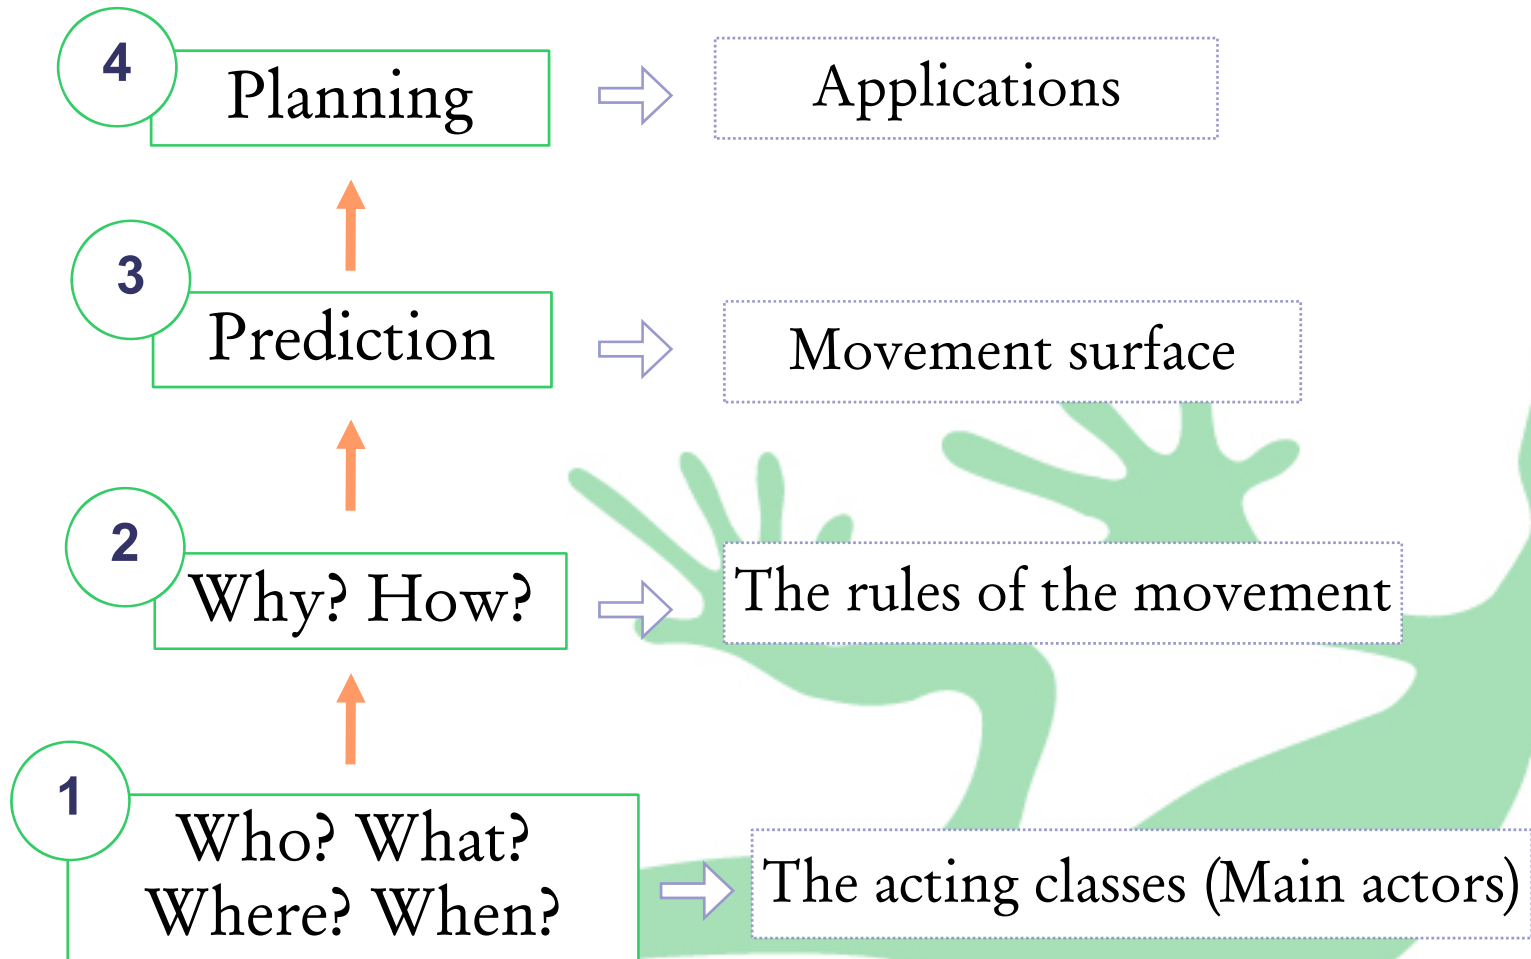 4
Planning
Applications
3
Prediction
Movement surface
2
Why? How?
The rules of the movement
1
Who? What?
Where? When?
The acting classes (Main actors)